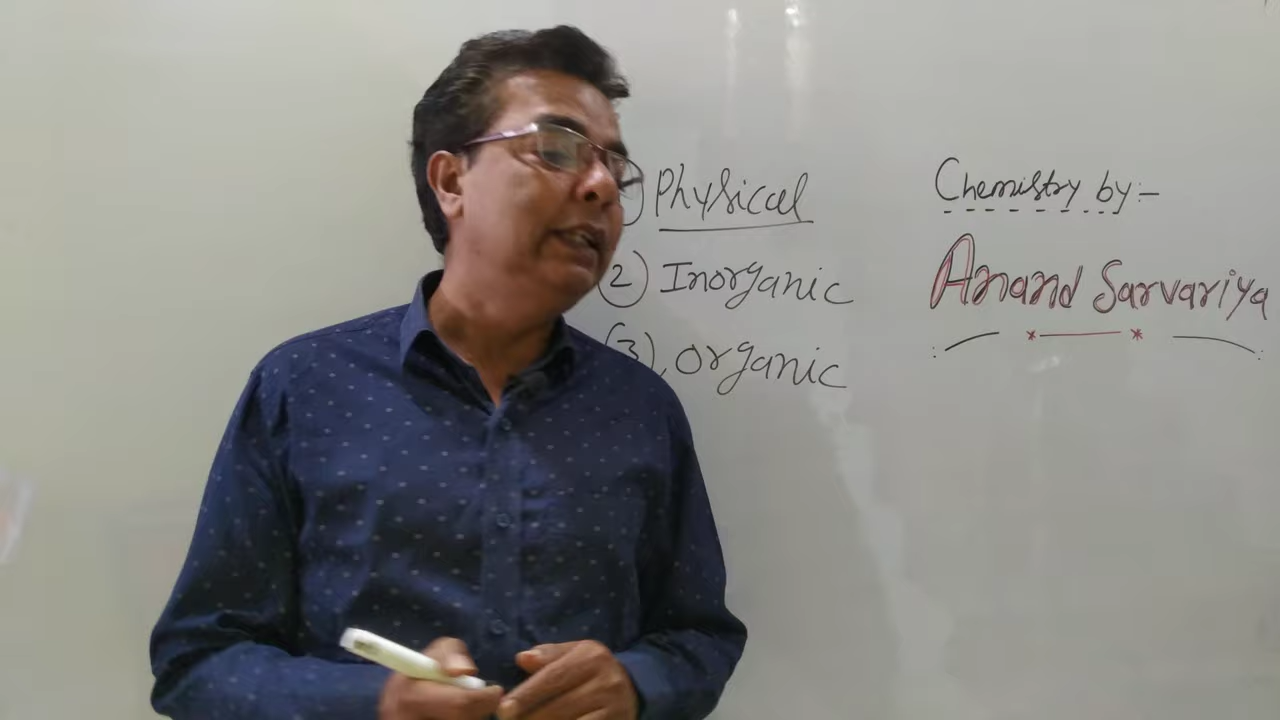 ) Physical
(2) Inorganic
(3). Organic
Chemistry by:-
Anand Sarvariya